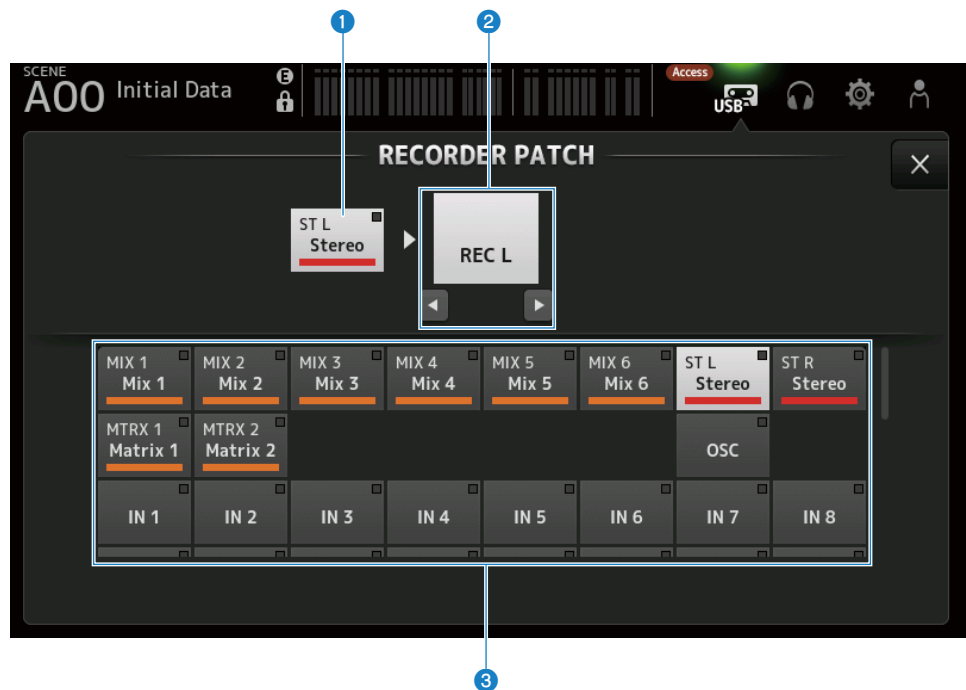 1 2
SCENE
A00 Initial Data
E
Access
USB
RECORDER PATCH
ST L
Stereo
REC L
MIX 1 MIX 2 MIX 3 MIX 4 MIX 5 MIX 6 ST L ST R
Mix 1 Mix 2 Mix 3 Mix 4 Mix 5 Mix 6 Stereo Stereo
MTRX 1 MTRX 2
Matrix 1 Matrix 2 OSC
IN 1 IN 2 IN 3 IN 4 IN 5 IN 6 IN 7 IN 8
3